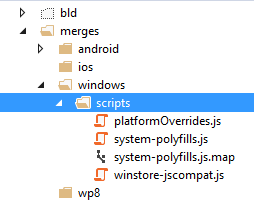 bld
merges
android
ios
windows
scripts
platformOverrides.js
system-polyfills.js
system-polyfills.js.map
winstore-jscompat.js
wp8